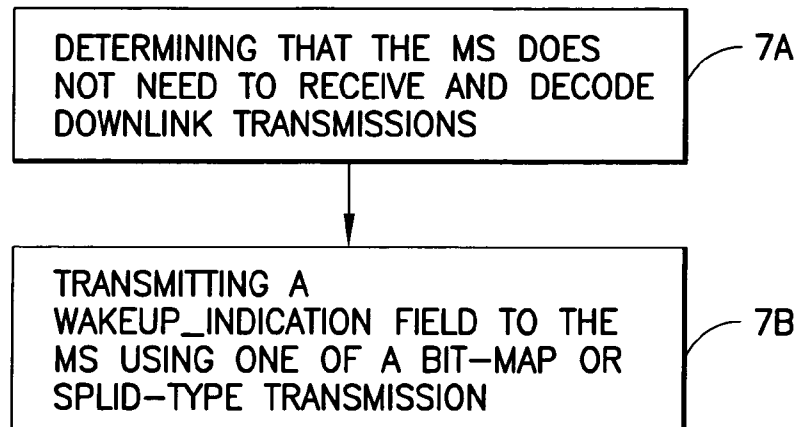 DETERMINING THAT THE MS DOES
NOT NEED TO RECEIVE AND DECODE
DOWNLINK TRANSMISSIONS
7A
TRANSMITTING A
WAKEUP_INDICATION FIELD TO THE
MS USING ONE OF A BIT-MAP OR
SPLID-TYPE TRANSMISSION
7B